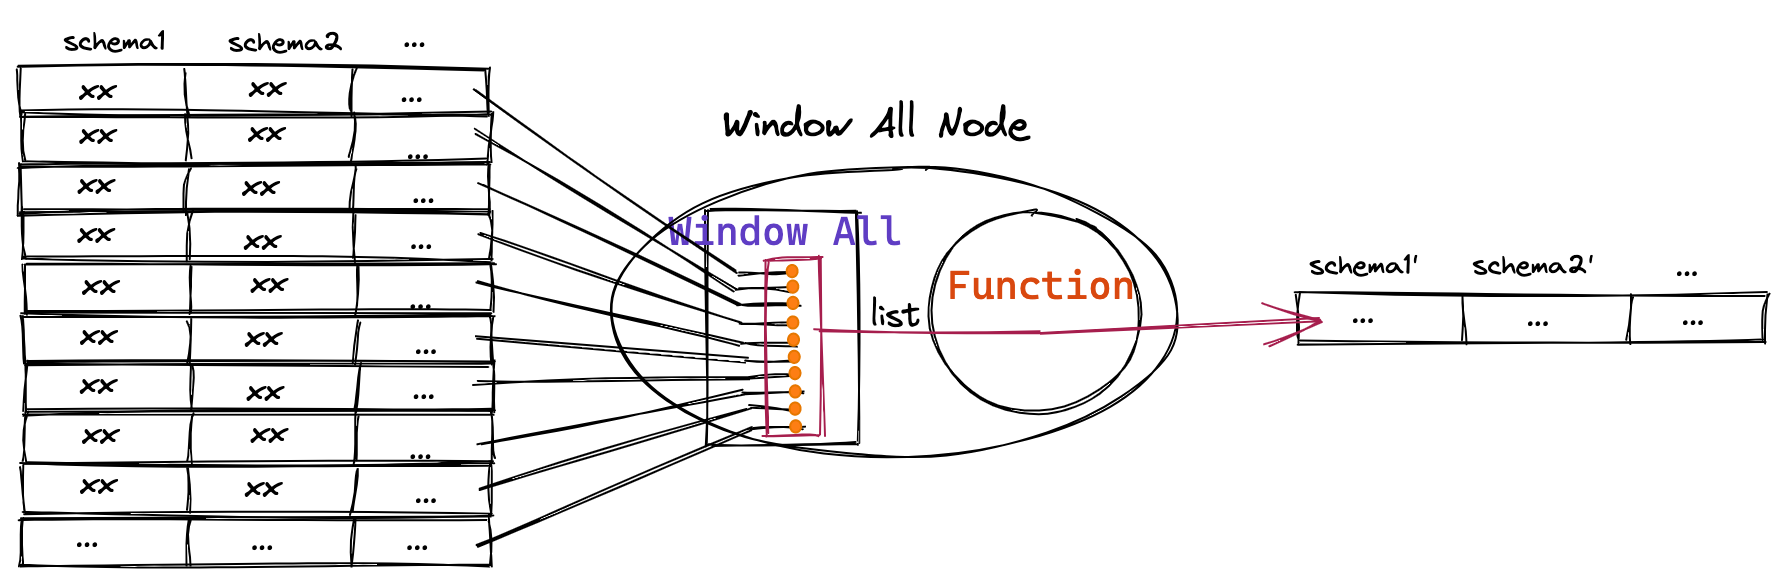 schema1 schema2 ...
xx xx ...
xx xx ...
xx xx ...
xx xx ...
xx xx ...
xx xx ...
xx xx ...
xx xx ...
xx xx ...
... ... ...
Window All Node
Window All
list
Function
schema1' schema2' ...
... ... ...